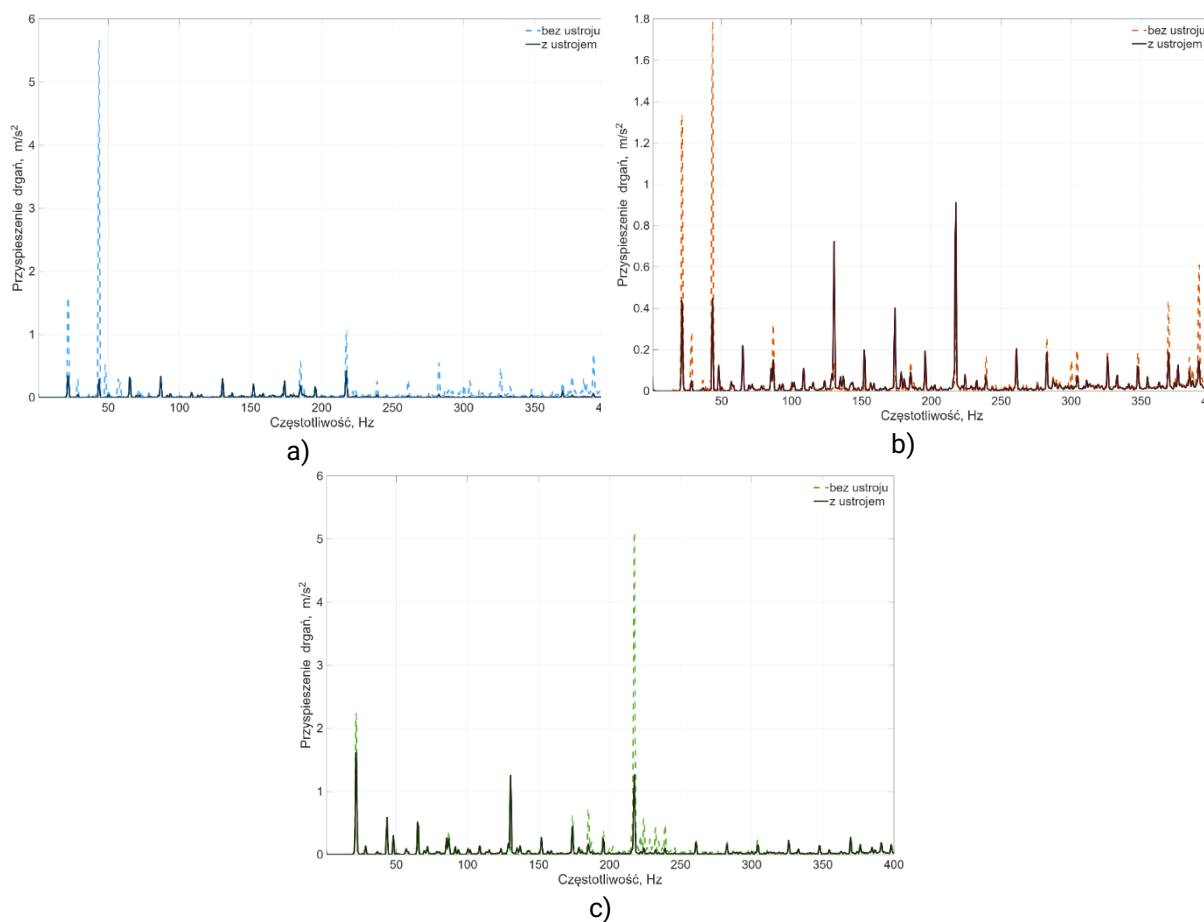 6
5
4
3
2
1
0
Przyspieszenie drgań, m/s²
bez ustroju
z ustrojem
50 100 150 200 250 300 350 4
Częstotliwość, Hz
a)
1.8
1.6
1.4
1.2
1
0.8
0.6
0.4
0.2
0
Przyspieszenie drgań, m/s²
bez ustroju
z ustrojem
50 100 150 200 250 300 350
Częstotliwość, Hz
b)
6
5
4
3
2
1
0
Przyspieszenie drgań, m/s²
bez ustroju
z ustrojem
50 100 150 200 250 300 350 400
Częstotliwość, Hz
c)